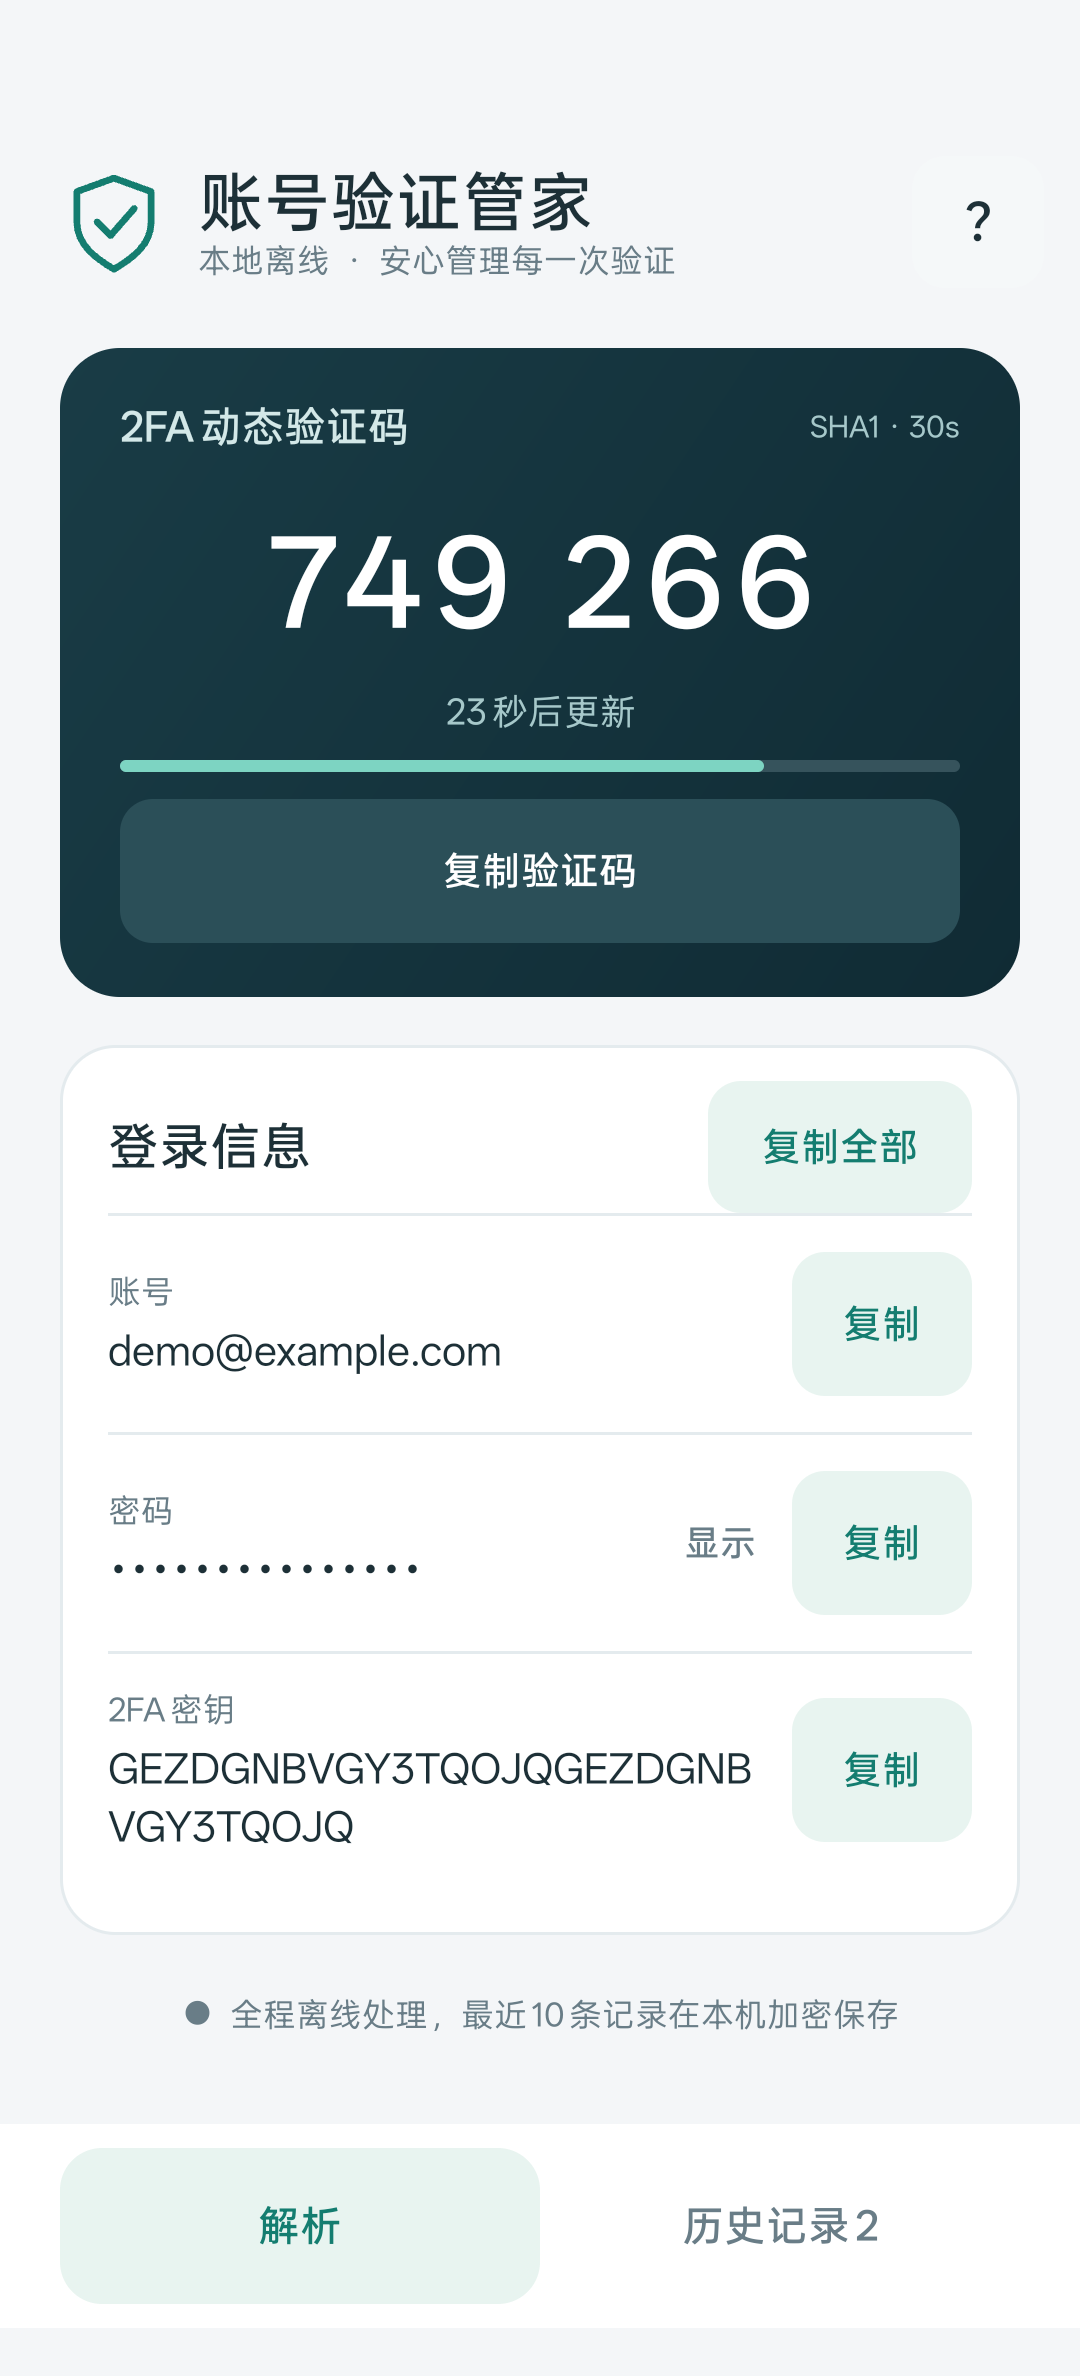 账号验证管家
?
本地离线 · 安心管理每一次验证
2FA 动态验证码
SHA1 · 30s
749 266
23 秒后更新
复制验证码
登录信息
复制全部
账号
demo@example.com
复制
密码
••••••••••••••• 
显示
复制
2FA 密钥
GEZDGNBVGY3TQOJQGEZDGNB
VGY3TQOJQ
复制
全程离线处理，最近10条记录在本机加密保存
解析
历史记录2